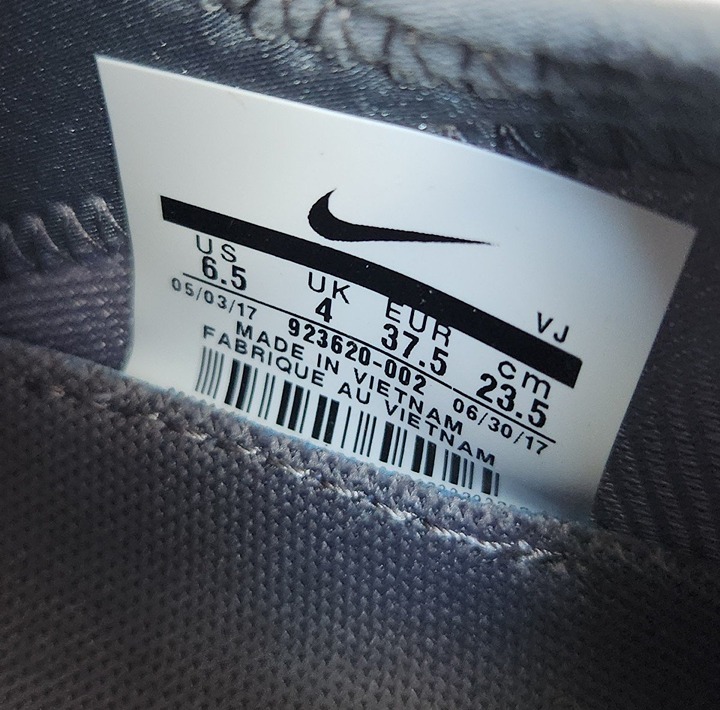 VJ
US UK EUR cm
6.5 4 37.5 23.5
05/03/17 923620-002 06/30/17
MADE IN VIETNAM
FABRIQUE AU VIETNAM